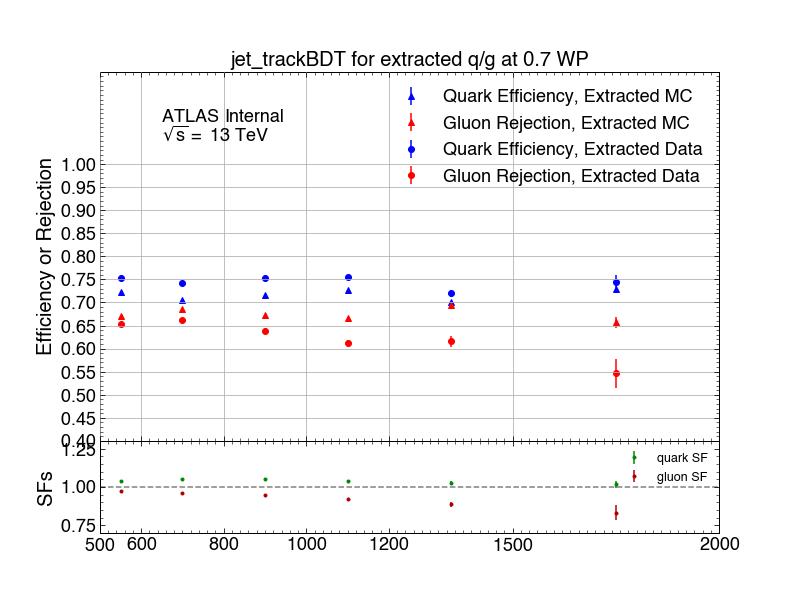 jet_trackBDT for extracted q/g at 0.7 WP
ATLAS Internal
√s = 13 TeV
Quark Efficiency, Extracted MC
Gluon Rejection, Extracted MC
Quark Efficiency, Extracted Data
Gluon Rejection, Extracted Data
Efficiency or Rejection
1.00
0.95
0.90
0.85
0.80
0.75
0.70
0.65
0.60
0.55
0.50
0.45
0.40
SFs
1.25
1.00
0.75
quark SF
gluon SF
500 600 800 1000 1200 1500 2000